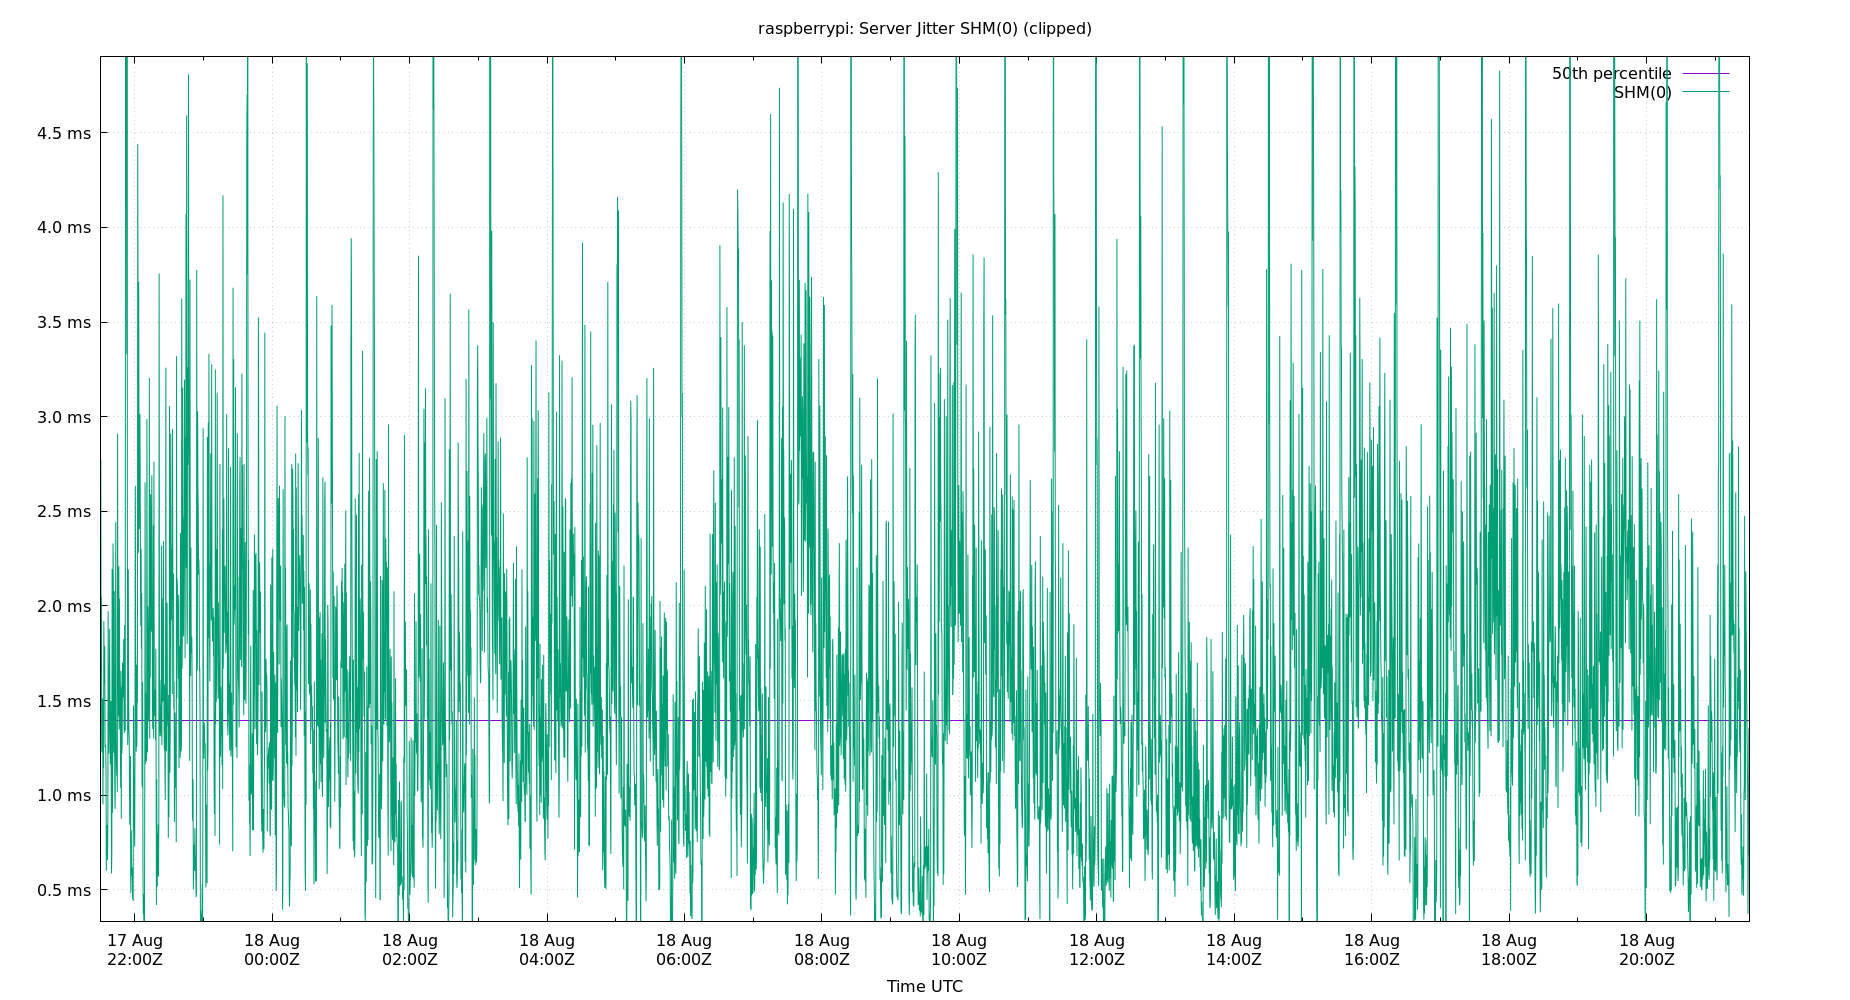 raspberrypi: Server Jitter SHM(0) (clipped)
50th percentile
SHM(0)
4.5 ms
4.0 ms
3.5 ms
3.0 ms
2.5 ms
2.0 ms
1.5 ms
1.0 ms
0.5 ms
17 Aug 18 Aug 18 Aug 18 Aug 18 Aug 18 Aug 18 Aug 18 Aug 18 Aug 18 Aug 18 Aug 18 Aug
22:00Z 00:00Z 02:00Z 04:00Z 06:00Z 08:00Z 10:00Z 12:00Z 14:00Z 16:00Z 18:00Z 20:00Z
Time UTC